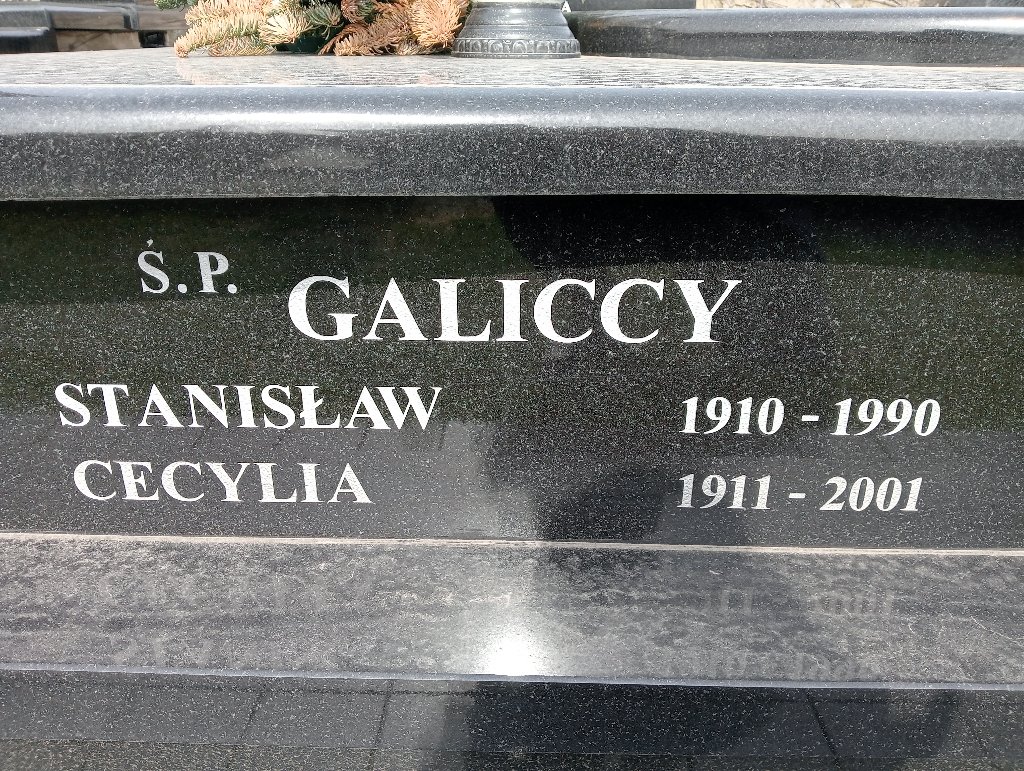 Ś.P. GALICCY
STANISŁAW 1910 - 1990
CECYLIA 1911 - 2001